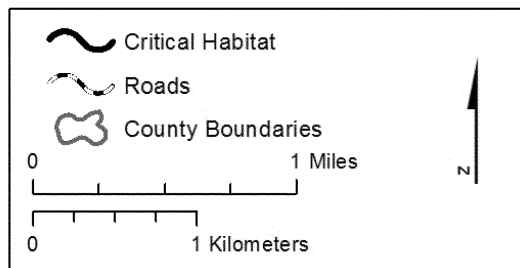 Critical Habitat
Roads
County Boundaries
0 1 Miles
0 1 Kilometers
N